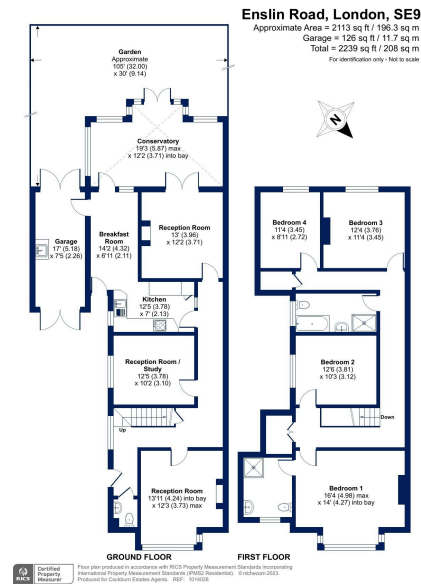 Enslin Road, London, SE9
Approximate Area = 2113 sq ft / 196.3 sq m
Garage = 126 sq ft / 11.7 sq m
Total = 2239 sq ft / 208 sq m
For identification only - Not to scale
Garden
Approximate
105' (32.00)
x 30' (9.14)
N
Conservatory
19'3 (5.87) max
x 12'2 (3.71) into bay
Garage
17' (5.18)
x 7'5 (2.26)
Breakfast
Room
14'2 (4.32)
x 6'11 (2.11)
Reception Room
13' (3.96)
x 12'2 (3.71)
Bedroom 4
11'4 (3.45)
x 8'11 (2.72)
Bedroom 3
12'4 (3.76)
x 11'4 (3.45)
Kitchen
12'5 (3.78)
x 7' (2.13)
Reception Room /
Study
12'5 (3.78)
x 10'2 (3.10)
Bedroom 2
12'6 (3.81)
x 10'3 (3.12)
Up
Down
Reception Room
13'11 (4.24) into bay
x 12'3 (3.73) max
Bedroom 1
16'4 (4.98) max
x 14' (4.27) into bay
GROUND FLOOR
FIRST FLOOR
RICS
Certified
Property
Measurer
Floor plan produced in accordance with RICS Property Measurement Standards incorporating
International Property Measurement Standards (IPMS2 Residential). ©nichecom 2023.
Produced for Cockburn Estates Agents. REF: 1014028